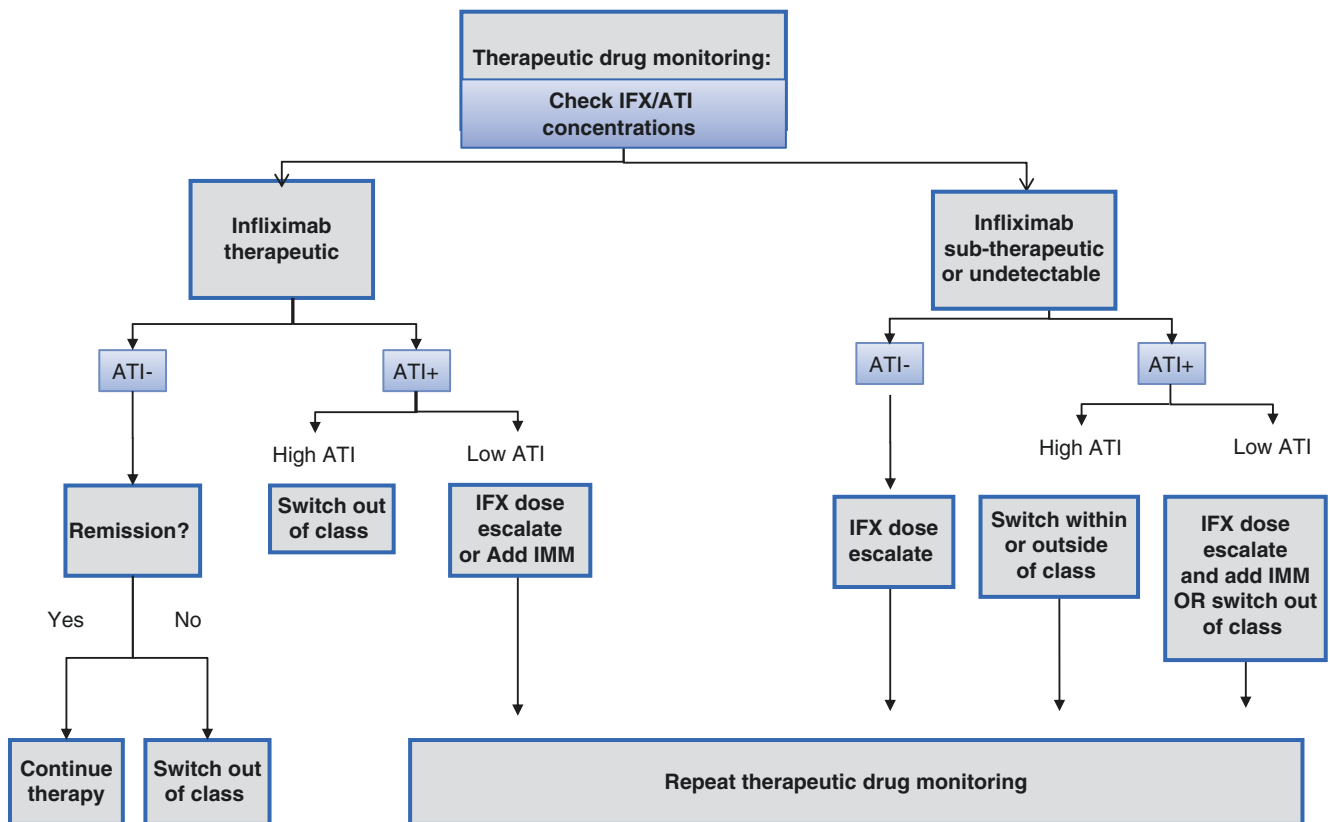 Therapeutic drug monitoring:
Check IFX/ATI
concentrations
Infliximab
therapeutic
Infliximab
sub-therapeutic
or undetectable
ATI-
ATI+
ATI-
ATI+
High ATI
Low ATI
High ATI
Low ATI
Remission?
Switch out
of class
IFX dose
escalate
or Add IMM
IFX dose
escalate
Switch within
or outside
of class
IFX dose
escalate
and add IMM
OR switch out
of class
Yes
No
Continue
therapy
Switch out
of class
Repeat therapeutic drug monitoring